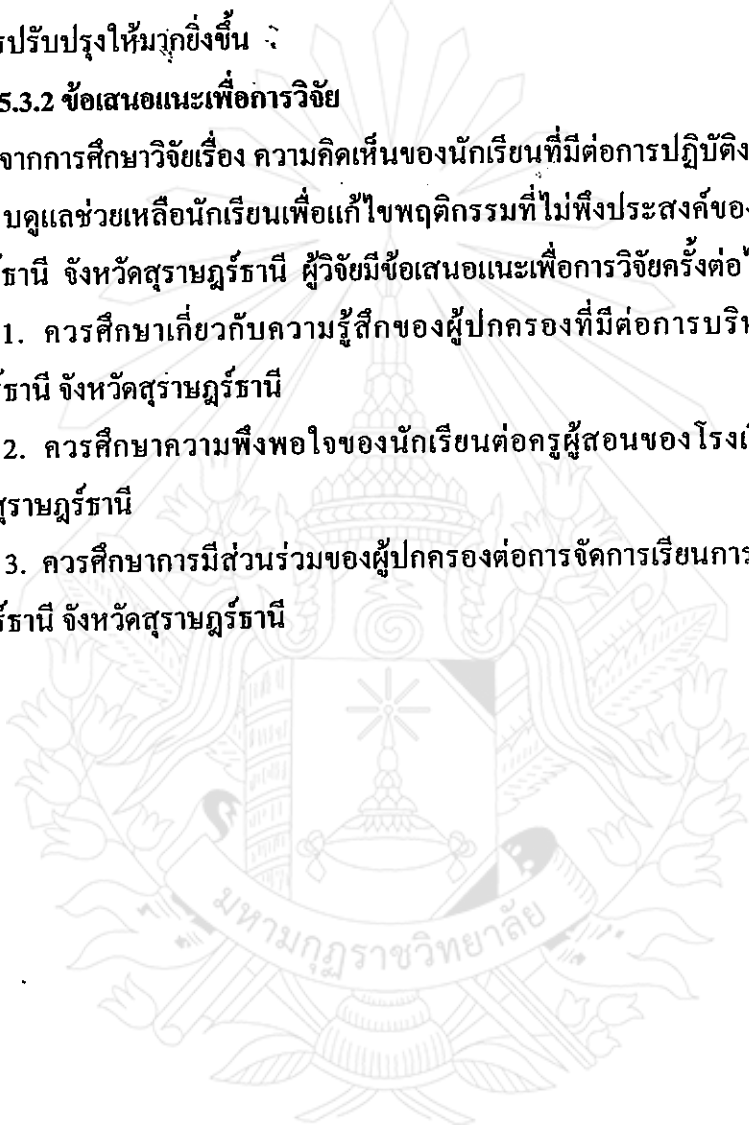 รปรับปรุงให้มากยิ่งขึ้น
5.3.2 ข้อเสนอแนะเพื่อการวิจัย
จากการศึกษาวิจัยเรื่อง ความคิดเห็นของนักเรียนที่มีต่อการปฏิบัติง
บดูแลช่วยเหลือนักเรียนเพื่อแก้ไขพฤติกรรมที่ไม่พึงประสงค์ของ
ร์ธานี จังหวัดสุราษฎร์ธานี ผู้วิจัยมีข้อเสนอแนะเพื่อการวิจัยครั้งต่อไ
1. ควรศึกษาเกี่ยวกับความรู้สึกของผู้ปกครองที่มีต่อการบริห
ร์ธานี จังหวัดสุราษฎร์ธานี
2. ควรศึกษาความพึงพอใจของนักเรียนต่อครูผู้สอนของโรงเรี
สุราษฎร์ธานี
3. ควรศึกษาการมีส่วนร่วมของผู้ปกครองต่อการจัดการเรียนการ
ร์ธานี จังหวัดสุราษฎร์ธานี
มหามกุฏราชวิทยาลัย